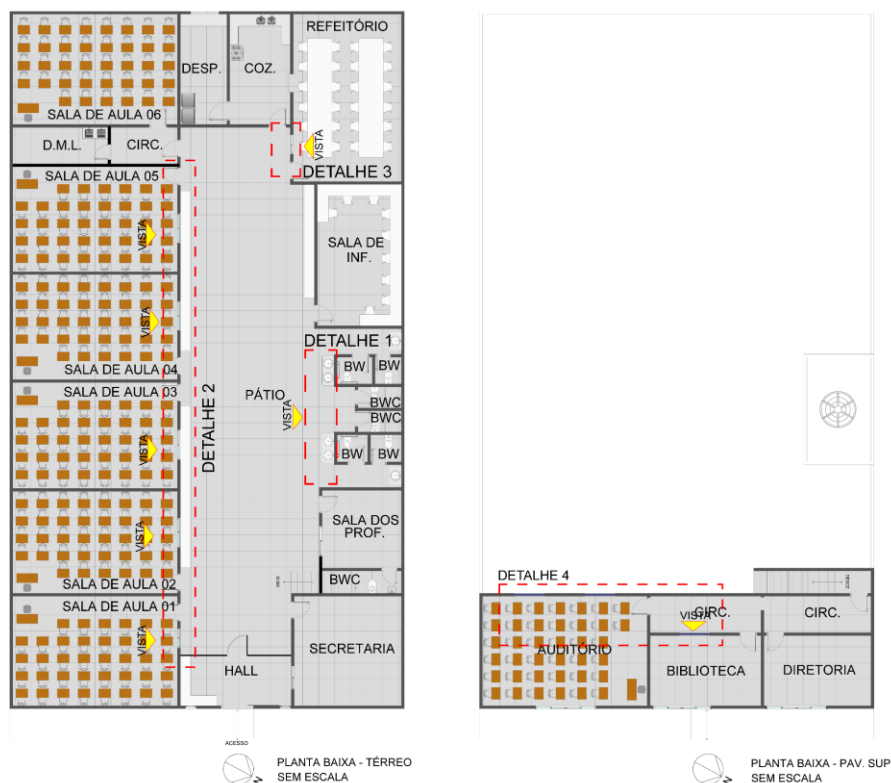 REFEITÓRIO
DESP.
COZ.
SALA DE AULA 06
VISTA
D.M.L.
CIRC.
DETALHE 3
SALA DE AULA 05
VISTA
SALA DE
INF.
VISTA
DETALHE 1
SALA DE AULA 04
BW
BW
SALA DE AULA 03
PÁTIO
DETALHE 2
VISTA
BWC
BWC
VISTA
BW
BW
SALA DOS
PROF.
VISTA
SALA DE AULA 02
BWC
SOBE
SALA DE AULA 01
VISTA
SECRETARIA
HALL
ACESSO
N
PLANTA BAIXA - TÉRREO
SEM ESCALA
DETALHE 4
DESCE
VISTA
CIRC.
CIRC.
AUDITÓRIO
BIBLIOTECA
DIRETORIA
N
PLANTA BAIXA - PAV. SUP
SEM ESCALA